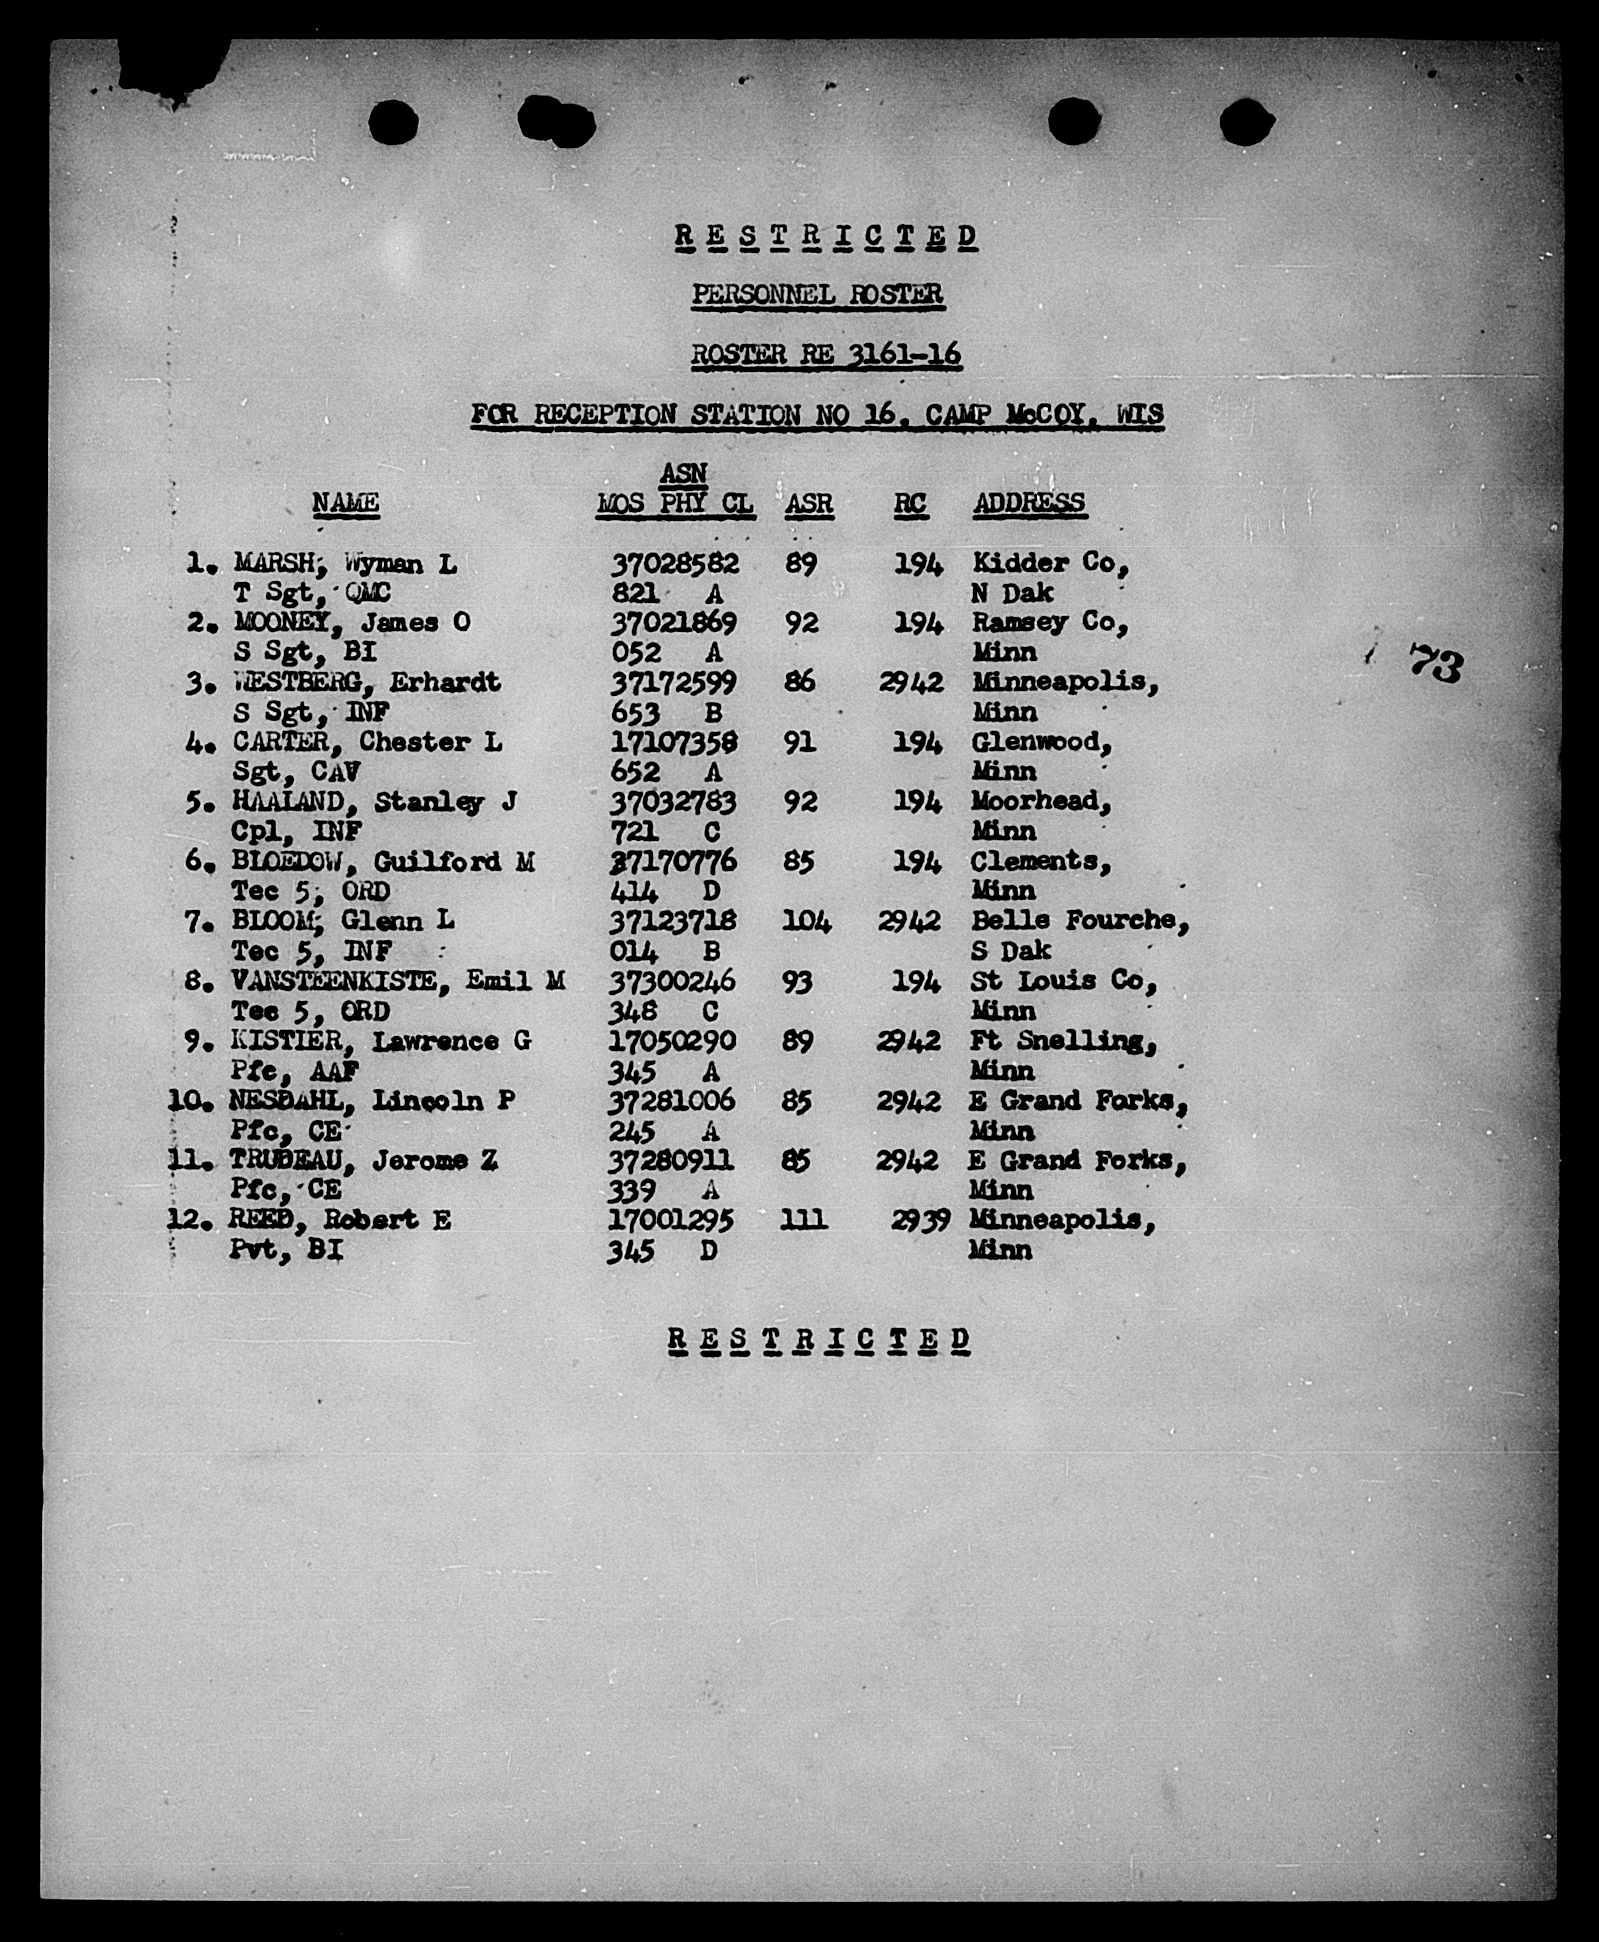 R E S T R I C T E D
PERSONNEL ROSTER
ROSTER RE 3161-16
FOR RECEPTION STATION NO 16, CAMP McCOY, WIS
ASN
NAME MOS PHY CL ASR RC ADDRESS
1. MARSH, Wyman L 37028582 89 194 Kidder Co,
T Sgt, QMC 821 A N Dak
2. MOONEY, James O 37021869 92 194 Ramsey Co,
S Sgt, BI 052 A Minn
3. WESTBERG, Erhardt 37172599 86 2942 Minneapolis,
S Sgt, INF 653 B Minn
4. CARTER, Chester L 17107358 91 194 Glenwood,
Sgt, CAV 652 A Minn
5. HAALAND, Stanley J 37032783 92 194 Moorhead,
Cpl, INF 721 C Minn
6. BLOEDOW, Guilford M 37170776 85 194 Clements,
Tec 5, ORD 414 D Minn
7. BLOOM, Glenn L 37123718 104 2942 Belle Fourche,
Tec 5, INF 014 B S Dak
8. VANSTEENKISTE, Emil M 37300246 93 194 St Louis Co,
Tec 5, ORD 348 C Minn
9. KISTIER, Lawrence G 17050290 89 2942 Ft Snelling,
Pfc, AAF 345 A Minn
10. NESDAHL, Lincoln P 37281006 85 2942 E Grand Forks,
Pfc, CE 245 A Minn
11. TRUDEAU, Jerome Z 37280911 85 2942 E Grand Forks,
Pfc, CE 339 A Minn
12. REED, Robert E 17001295 111 2939 Minneapolis,
Pvt, BI 345 D Minn
73
R E S T R I C T E D